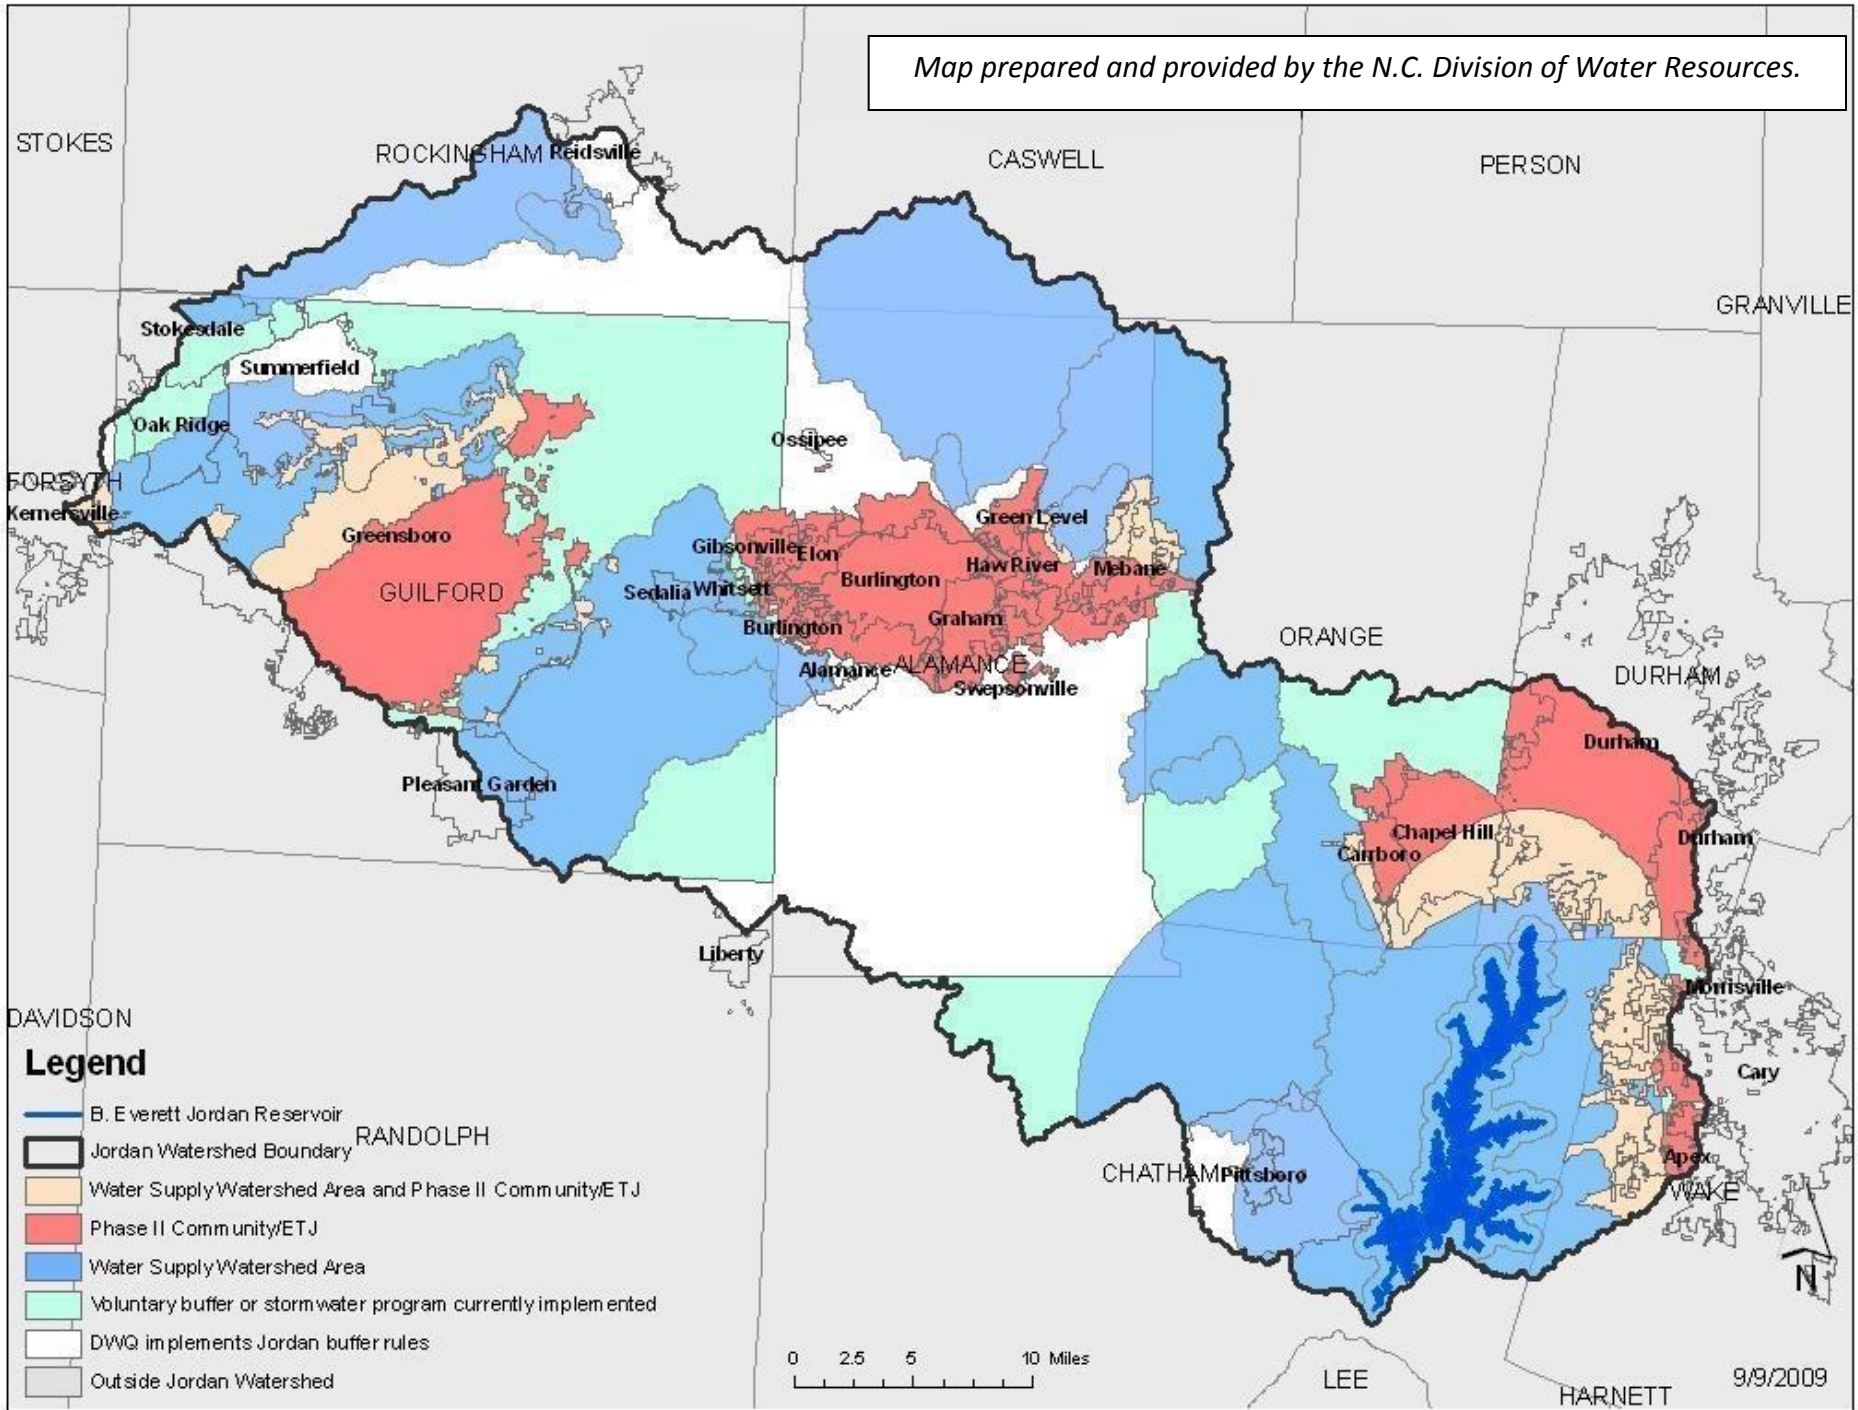 Map prepared and provided by the N.C. Division of Water Resources.
STOKES
ROCKINGHAM
Reidsville
CASWELL
PERSON
GRANVILLE
Stokesdale
Summerfield
Oak Ridge
Ossipee
FORSYTH
Kernersville
Greensboro
GUILFORD
Gibsonville
Elon
Green Level
Burlington
Haw River
Mebane
Sedalia
Whitsett
Graham
Burlington
ORANGE
Alamance
ALAMANCE
Swepsonville
DURHAM
Durham
Pleasant Garden
Chapel Hill
Carrboro
Durham
Liberty
Morrisville
DAVIDSON
Cary
Legend
B. Everett Jordan Reservoir
Jordan Watershed Boundary
RANDOLPH
Water Supply Watershed Area and Phase II Community/ETJ
Phase II Community/ETJ
Water Supply Watershed Area
Voluntary buffer or stormwater program currently implemented
DWQ implements Jordan buffer rules
Outside Jordan Watershed
CHATHAM
Pittsboro
Apex
WAKE
N
0 2.5 5 10 Miles
LEE
HARNETT
9/9/2009